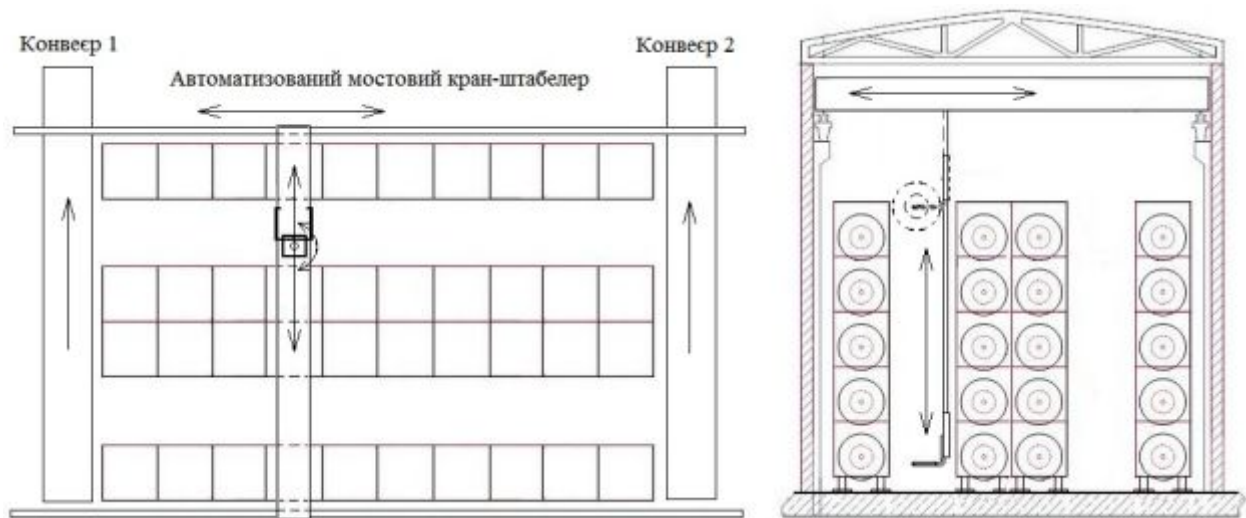 Конвеєр 1
Конвеєр 2
Автоматизований мостовий кран-штабелер